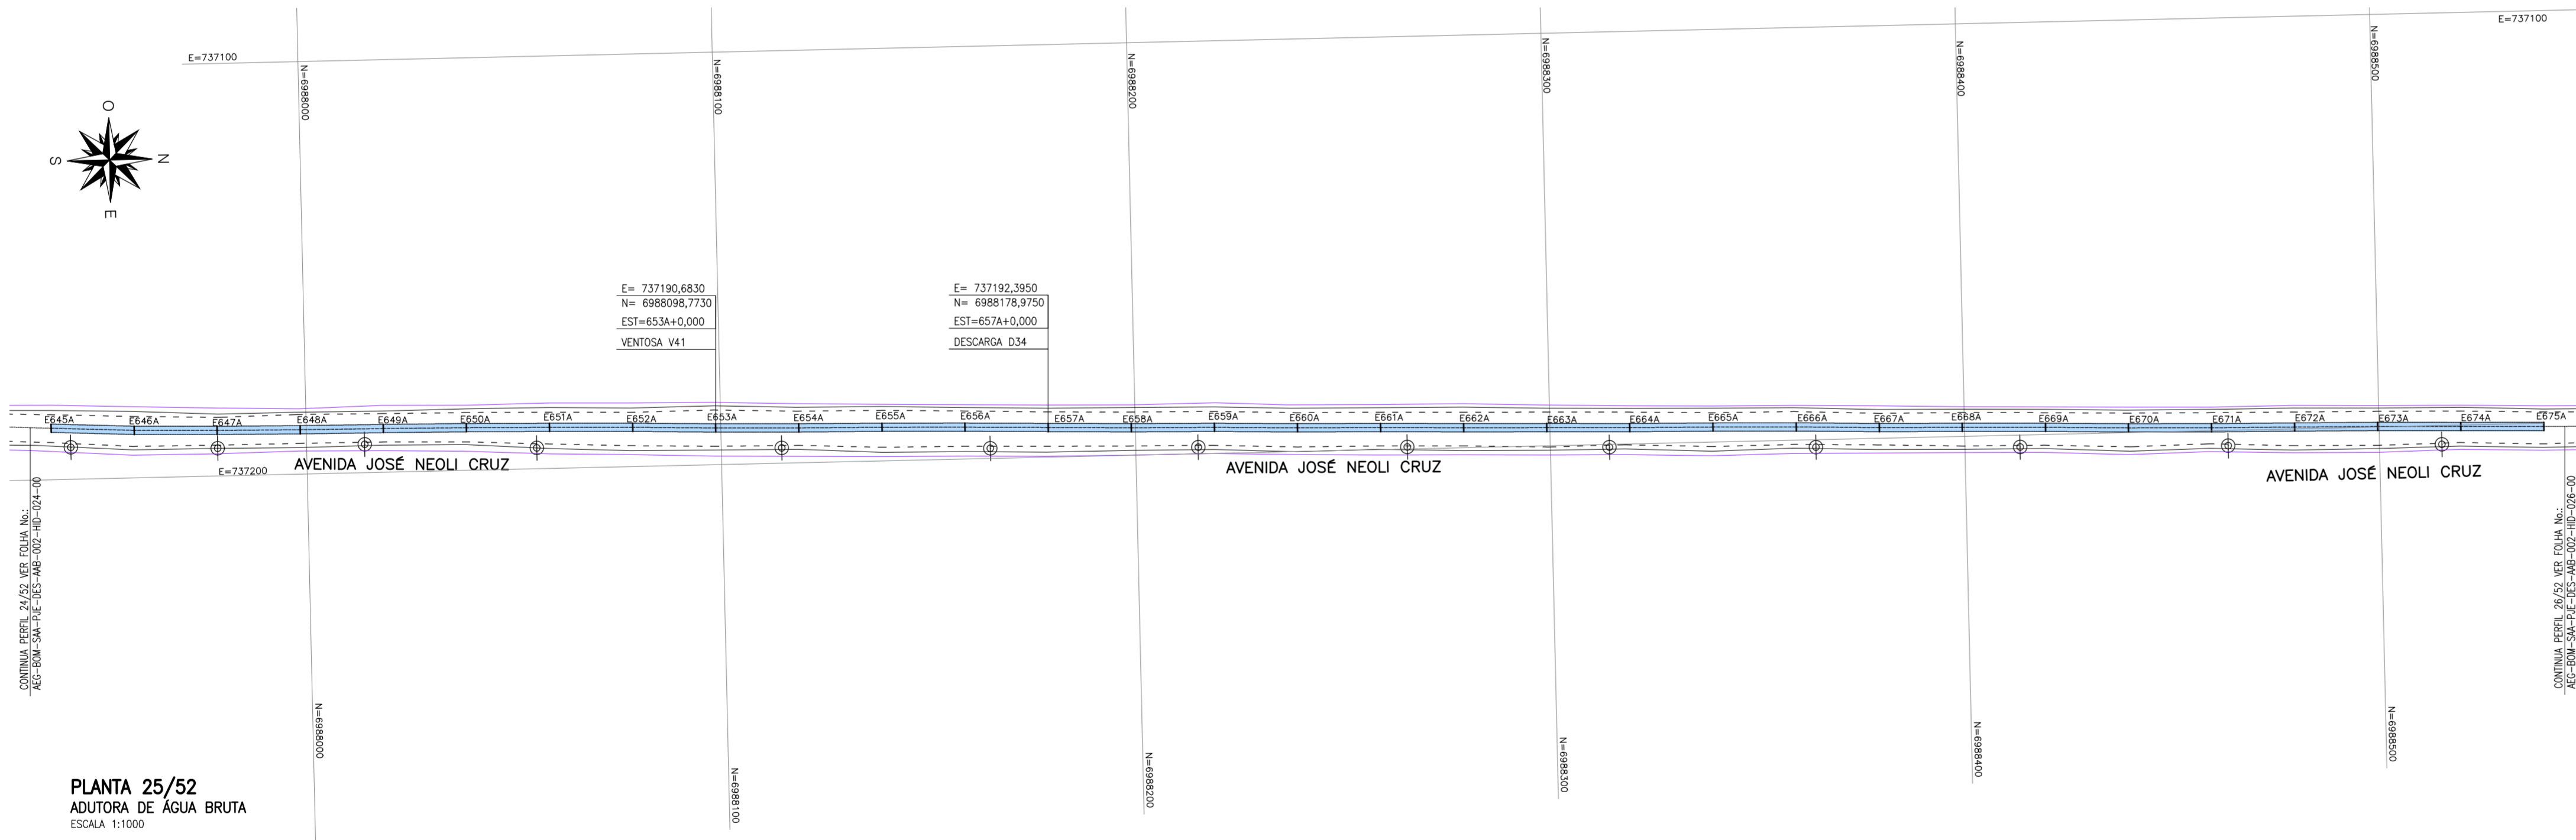 E=737100
E=737100
N=6988000
N=6988100
N=6988200
N=6988300
N=6988400
N=6988500
O
S
N
E
E= 737190,6830
N= 6988098,7730
EST=653A+0,000
VENTOSA V41
E= 737192,3950
N= 6988178,9750
EST=657A+0,000
DESCARGA D34
E645A
E646A
E647A
E648A
E649A
E650A
E651A
E652A
E653A
E654A
E655A
E656A
E657A
E658A
E659A
E660A
E661A
E662A
E663A
E664A
E665A
E666A
E667A
E668A
E669A
E670A
E671A
E672A
E673A
E674A
E675A
E=737200
AVENIDA JOSÉ NEOLI CRUZ
AVENIDA JOSÉ NEOLI CRUZ
AVENIDA JOSÉ NEOLI CRUZ
CONTINUA PERFIL 24/52 VER FOLHA No.:
AEG-BOM-SAA-PJE-DES-AAB-002-HID-024-00
CONTINUA PERFIL 26/52 VER FOLHA No.:
AEG-BOM-SAA-PJE-DES-AAB-002-HID-026-00
N=6988000
N=6988100
N=6988200
N=6988300
N=6988400
N=6988500
PLANTA 25/52
ADUTORA DE ÁGUA BRUTA
ESCALA 1:1000